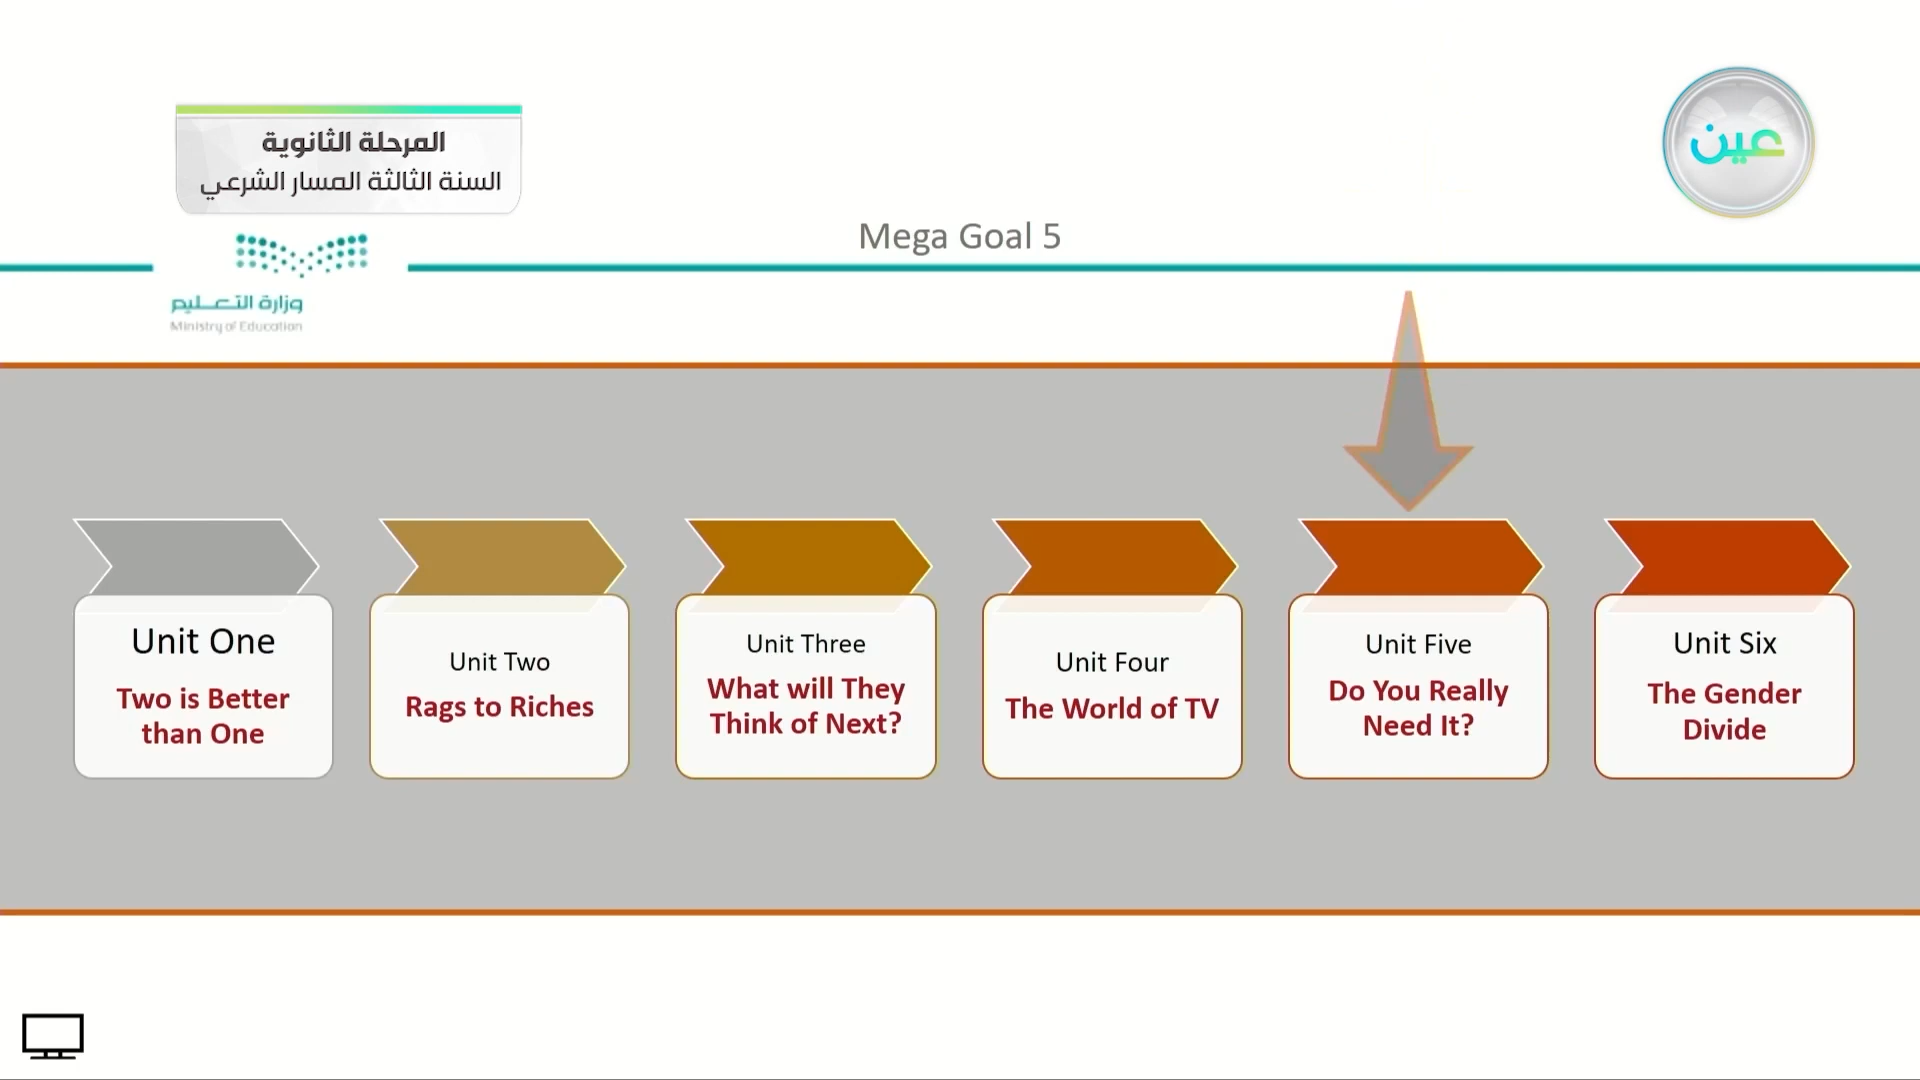 المرحلة الثانوية
السنة الثالثة المسار الشرعي
عين
Mega Goal 5
وزارة التعليم
Ministry of Education
Unit One
Two is Better
than One
Unit Two
Rags to Riches
Unit Three
What will They
Think of Next?
Unit Four
The World of TV
Unit Five
Do You Really
Need It?
Unit Six
The Gender
Divide